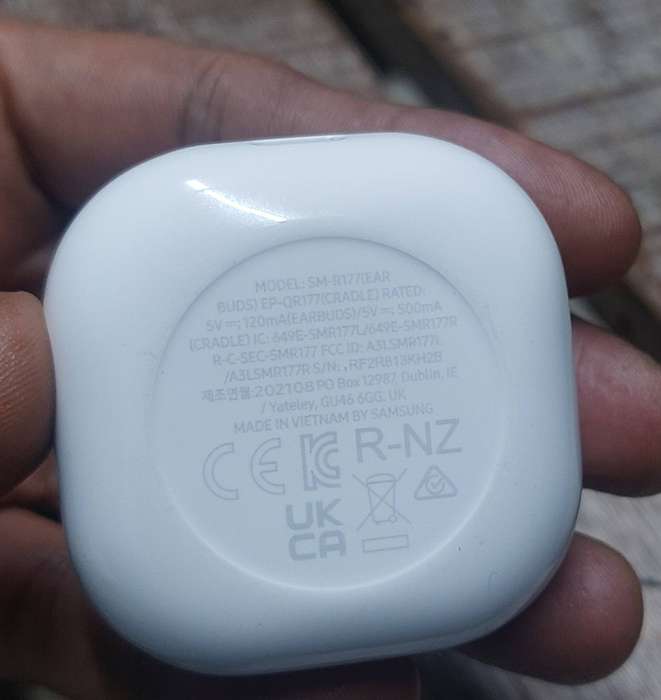 MODEL: SM-R177(EAR
BUDS) EP-QR177(CRADLE) RATED:
5V ⎓; 120mA(EARBUDS)/5V ⎓; 500mA
(CRADLE) IC: 649E-SMR177L/649E-SMR177R
R-C-SEC-SMR177 FCC ID: A3LSMR177L
/A3LSMR177R S/N: , RF2R813KH2B
제조연월:202108 PO Box 12987, Dublin, IE
/ Yateley, GU46 6GG, UK
MADE IN VIETNAM BY SAMSUNG
CE R-NZ
UK
CA